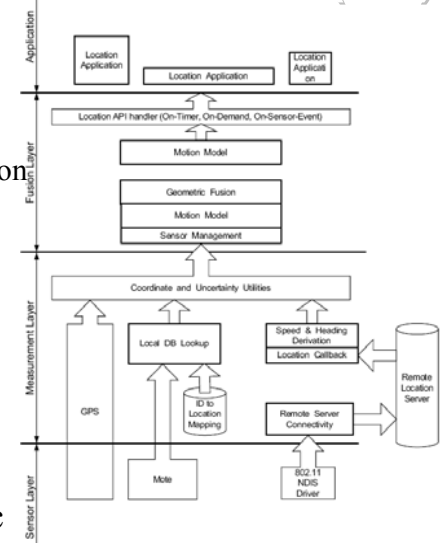 Application
Location
Application
Location Application
Location
Applicati
on
Fusion Layer
Location API handler (On-Timer, On-Demand, On-Sensor-Event)
Motion Model
on
Geometric Fusion
Motion Model
Sensor Management
Measurement Layer
Coordinate and Uncertainty Utilities
Local DB Lookup
Speed & Heading
Derivation
Location Callback
Remote
Location
Server
GPS
ID to
Location
Mapping
Remote Server
Connectivity
Sensor Layer
Mote
802.11
NDIS
Driver
c